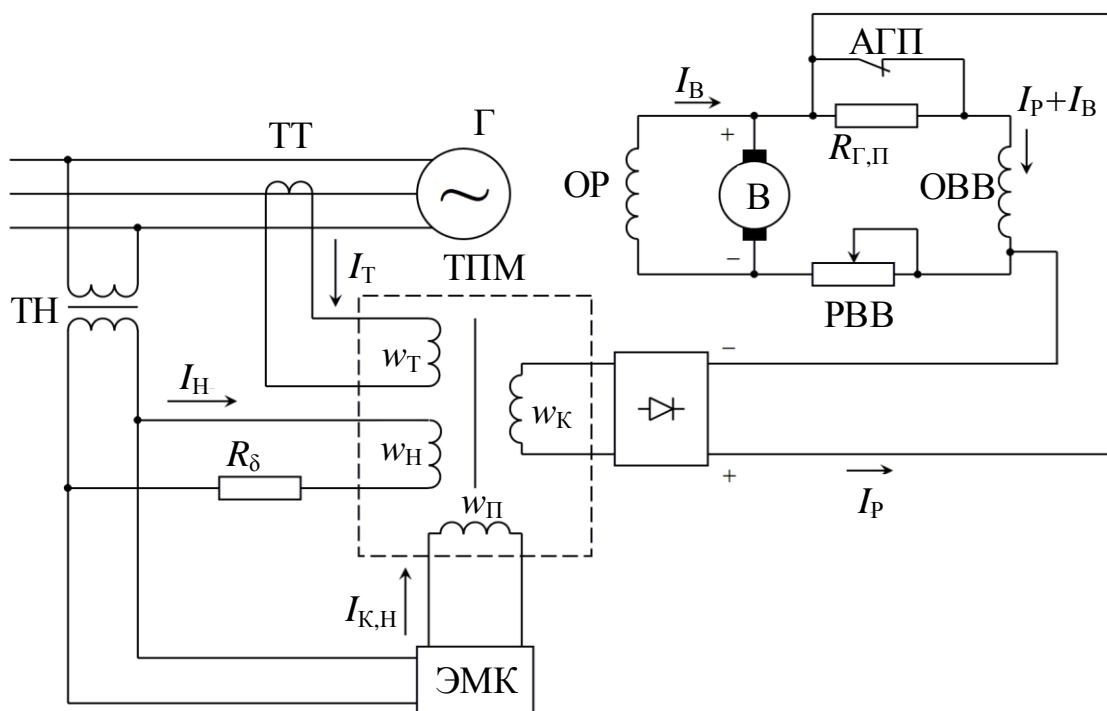 АГП
I_В
I_Р+I_В
ТТ
Г
+
R_Г,П
~
ОР
В
ОВВ
I_Т
ТПМ
−
РВВ
ТН
w_Т
−
I_Н
w_К
w_Н
R_δ
+
w_П
I_Р
I_К,Н
ЭМК